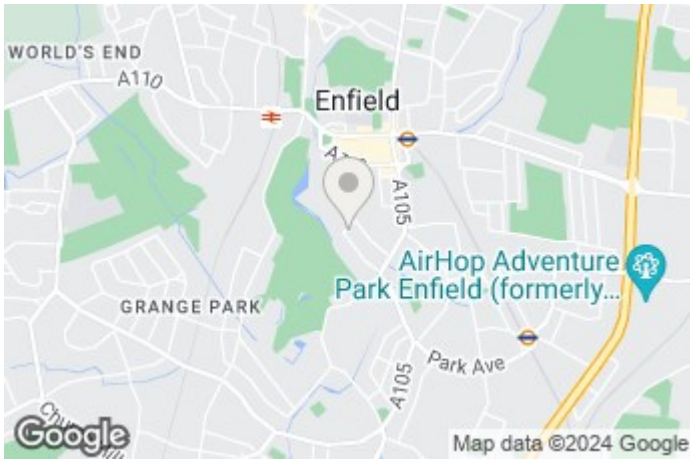 WORLD'S END
A110
Enfield
A105
AirHop Adventure
Park Enfield (formerly...
GRANGE PARK
Park Ave
A105
Google
Map data ©2024 Google